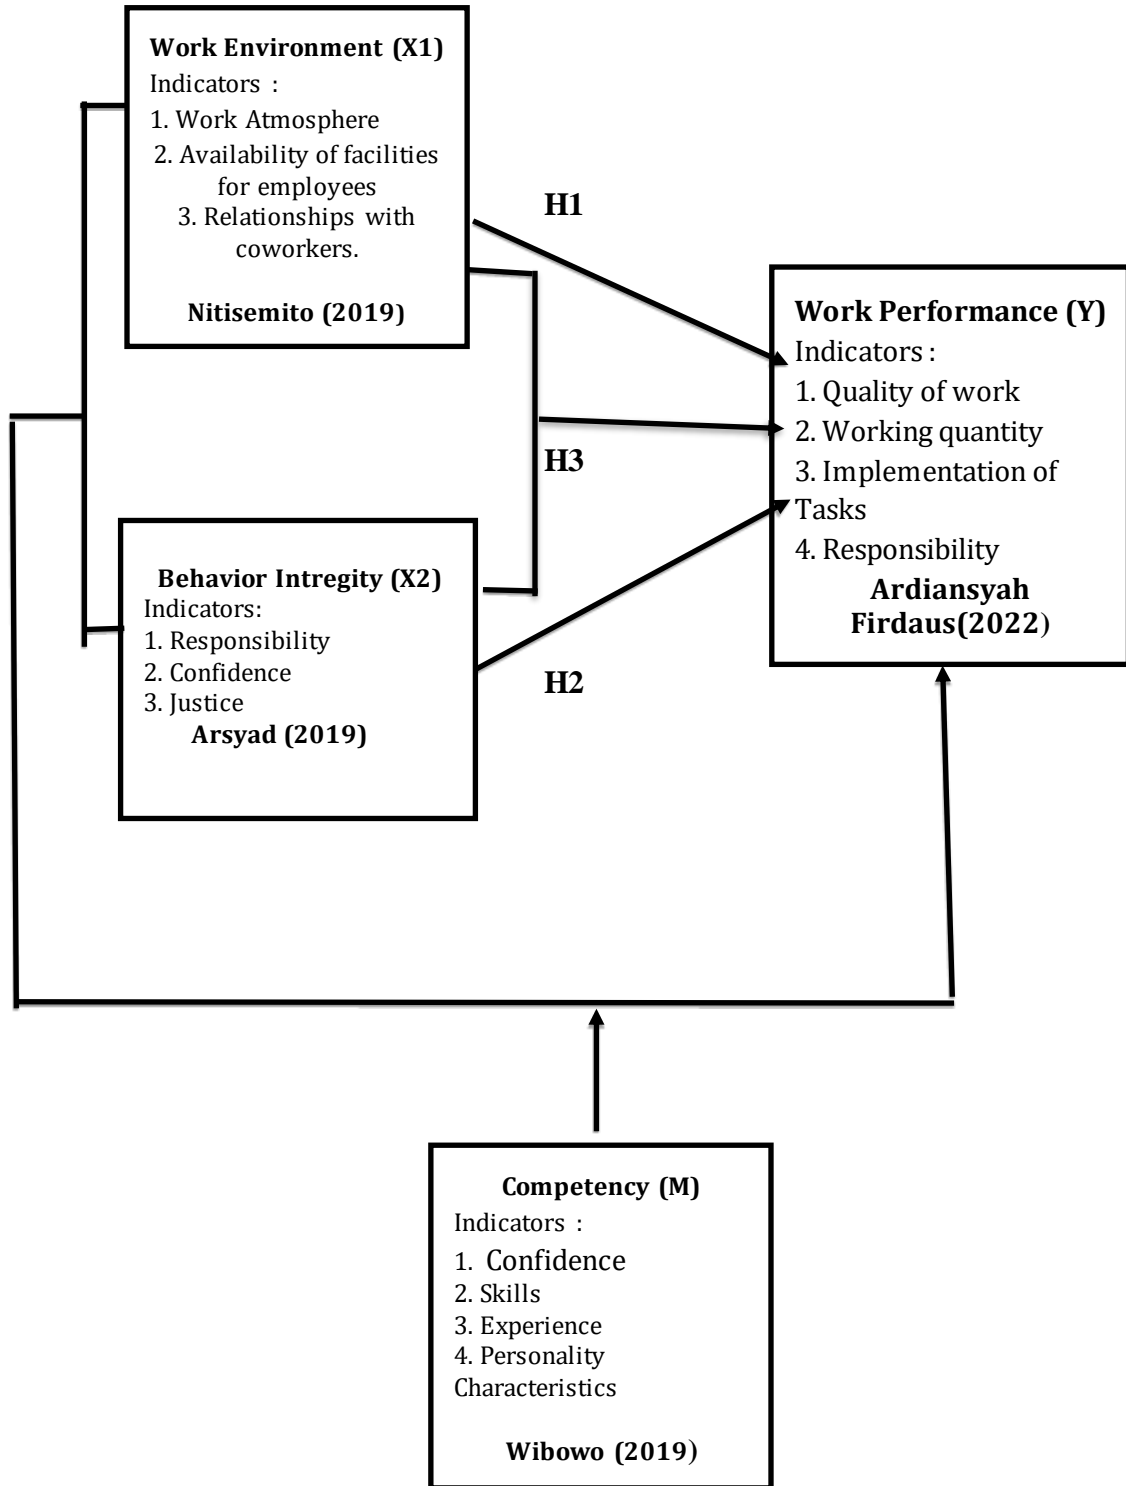 Work Environment (X1)
Indicators :
1. Work Atmosphere
2. Availability of facilities
for employees
3. Relationships with
coworkers.
Nitisemito (2019)
H1
Work Performance (Y)
Indicators :
1. Quality of work
2. Working quantity
3. Implementation of
Tasks
4. Responsibility
Ardiansyah
Firdaus(2022)
H3
Behavior Intregity (X2)
Indicators:
1. Responsibility
2. Confidence
3. Justice
Arsyad (2019)
H2
Competency (M)
Indicators :
1. Confidence
2. Skills
3. Experience
4. Personality
Characteristics
Wibowo (2019)